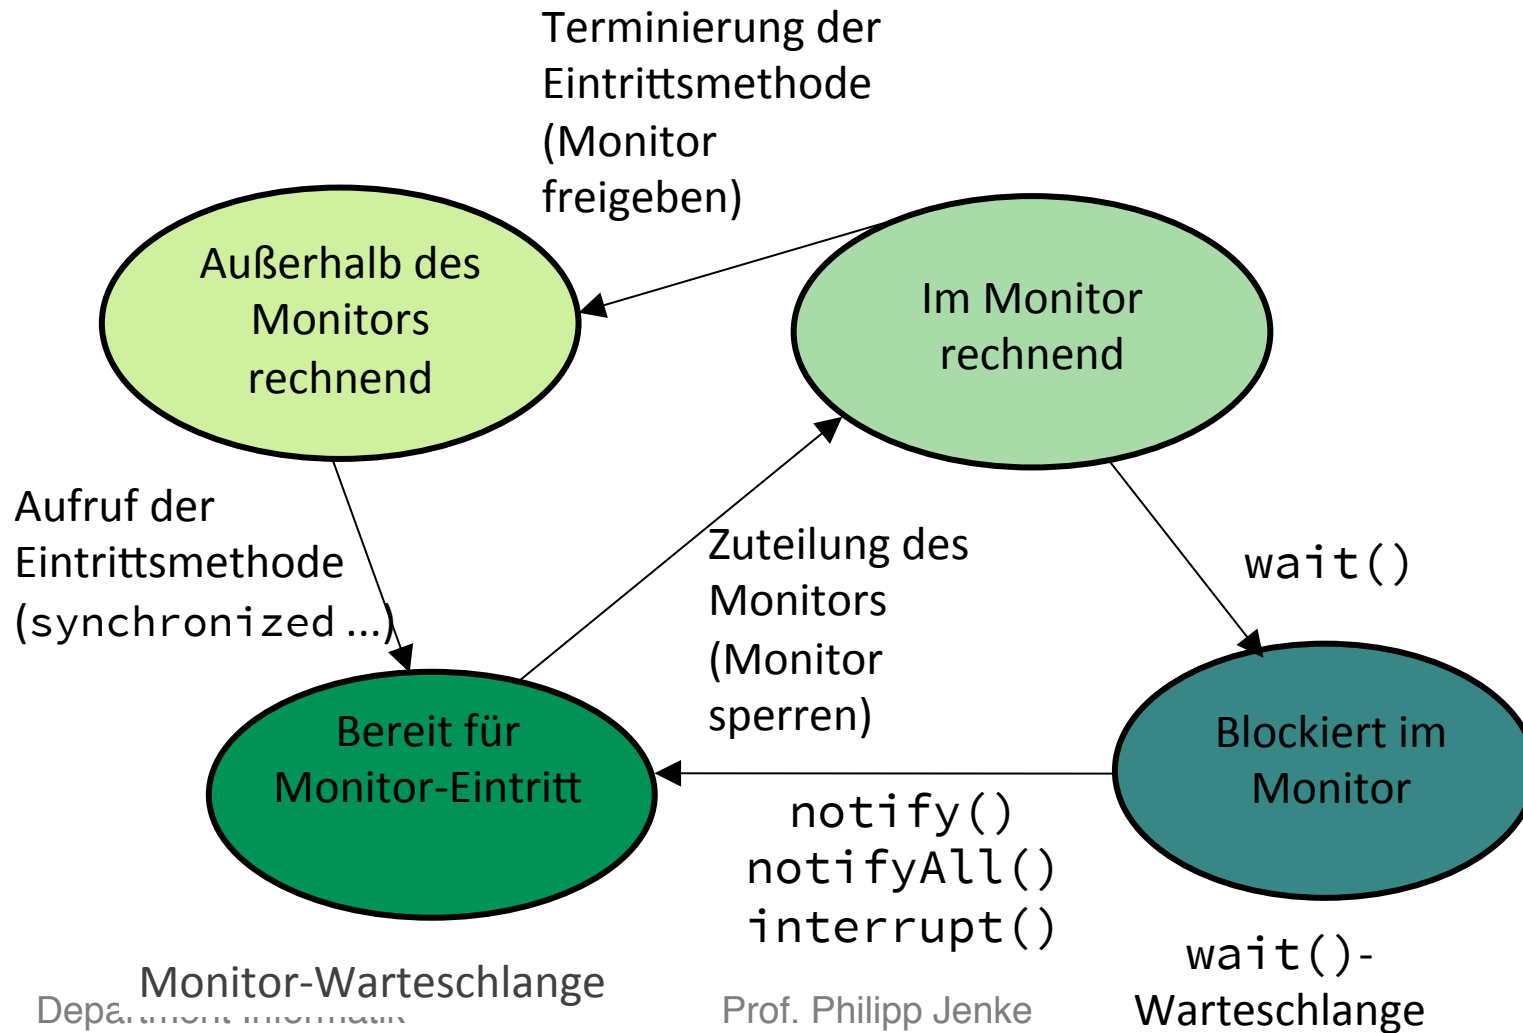 Terminierung der
Eintrittsmethode
(Monitor
freigeben)
Außerhalb des
Monitors
rechnend
Im Monitor
rechnend
Aufruf der
Eintrittsmethode
(synchronized ...)
Zuteilung des
Monitors
(Monitor
sperren)
wait()
Bereit für
Monitor-Eintritt
Blockiert im
Monitor
notify()
notifyAll()
interrupt()
Monitor-Warteschlange
wait()-
Warteschlange
Department Informatik
Prof. Philipp Jenke